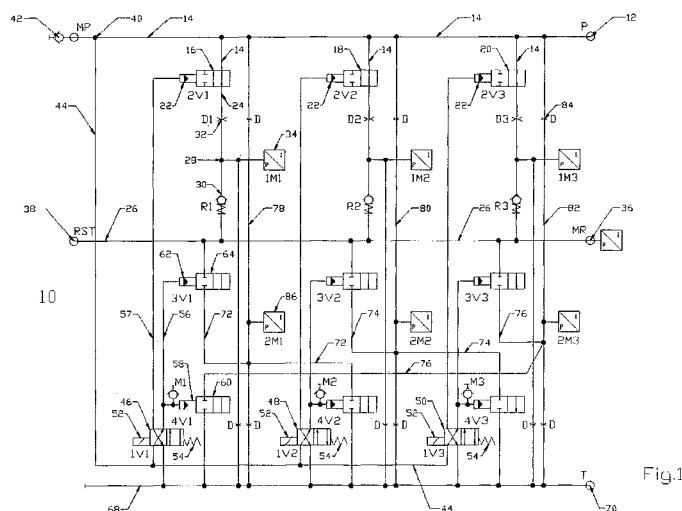 42 MP 40 14 14 P 12
16 14 18 14 20 14
22 2V1 24 22 2V2 22 2V3
44 D1 32 D D2 D D3 D 84
34
28 1M1 1M2 1M3
30
R1 R2 R3
38 RST 26 78 80 26 82 MR 36
62 64
10
3V1 3V2 3V3
86
57 56 72 2M1 74 2M2 76 2M3
72 74
58 76
M1 60 M2 M3
46 48 50
52 4V1 52 4V2 52 4V3
D D D D D D
1V1 54 1V2 54 1V3 54
68 44 T 70
Fig.1